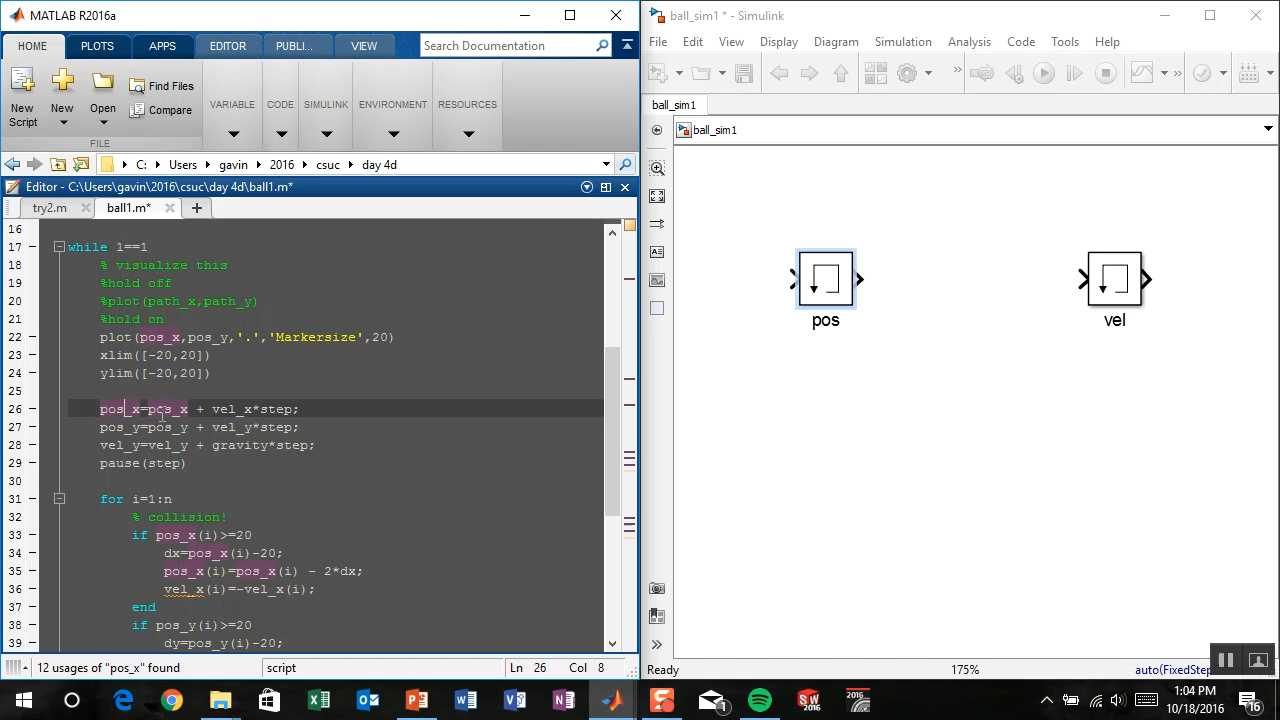 MATLAB R2016a
HOME PLOTS APPS EDITOR PUBLI... VIEW Search Documentation
New Script
New
Open
Find Files
Compare
FILE
VARIABLE CODE SIMULINK ENVIRONMENT RESOURCES
C: Users gavin 2016 csuc day 4d
Editor - C:\Users\gavin\2016\csuc\day 4d\ball1.m*
try2.m ball1.m* +
16
17 while 1==1
18 % visualize this
19 %hold off
20 %plot(path_x,path_y)
21 %hold on
22 plot(pos_x,pos_y,'.','Markersize',20)
23 xlim([-20,20])
24 ylim([-20,20])
25
26 pos_x=pos_x + vel_x*step;
27 pos_y=pos_y + vel_y*step;
28 vel_y=vel_y + gravity*step;
29 pause(step)
30
31 for i=1:n
32 % collision!
33 if pos_x(i)>=20
34 dx=pos_x(i)-20;
35 pos_x(i)=pos_x(i) - 2*dx;
36 vel_x(i)=-vel_x(i);
37 end
38 if pos_y(i)>=20
39 dy=pos_y(i)-20;
12 usages of "pos_x" found script Ln 26 Col 8
ball_sim1 * - Simulink
File Edit View Display Diagram Simulation Analysis Code Tools Help
ball_sim1
ball_sim1
pos vel
Ready 175% auto(FixedStep
1:04 PM
10/18/2016
16